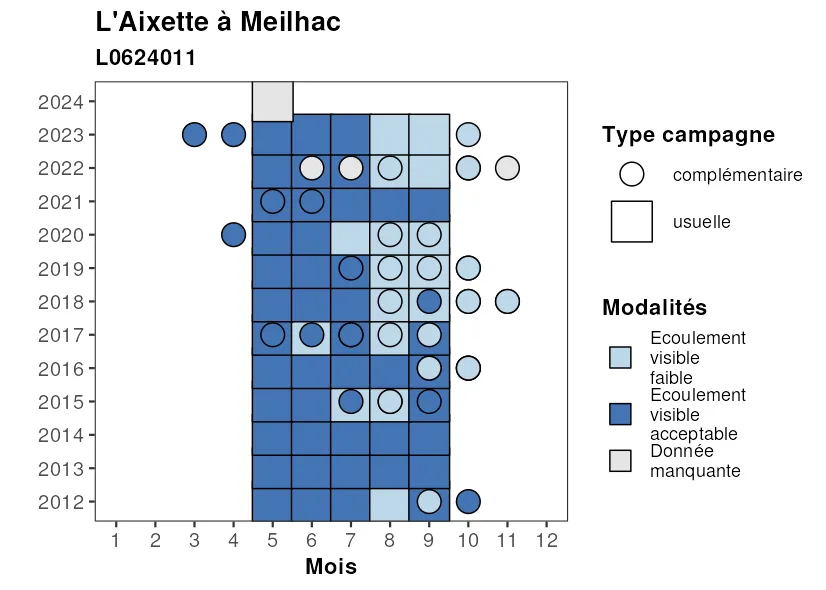 L'Aixette à Meilhac
L0624011
2024
2023
2022
2021
2020
2019
2018
2017
2016
2015
2014
2013
2012
1 2 3 4 5 6 7 8 9 10 11 12
Mois
Type campagne
complémentaire
usuelle
Modalités
Ecoulement
visible
faible
Ecoulement
visible
acceptable
Donnée
manquante